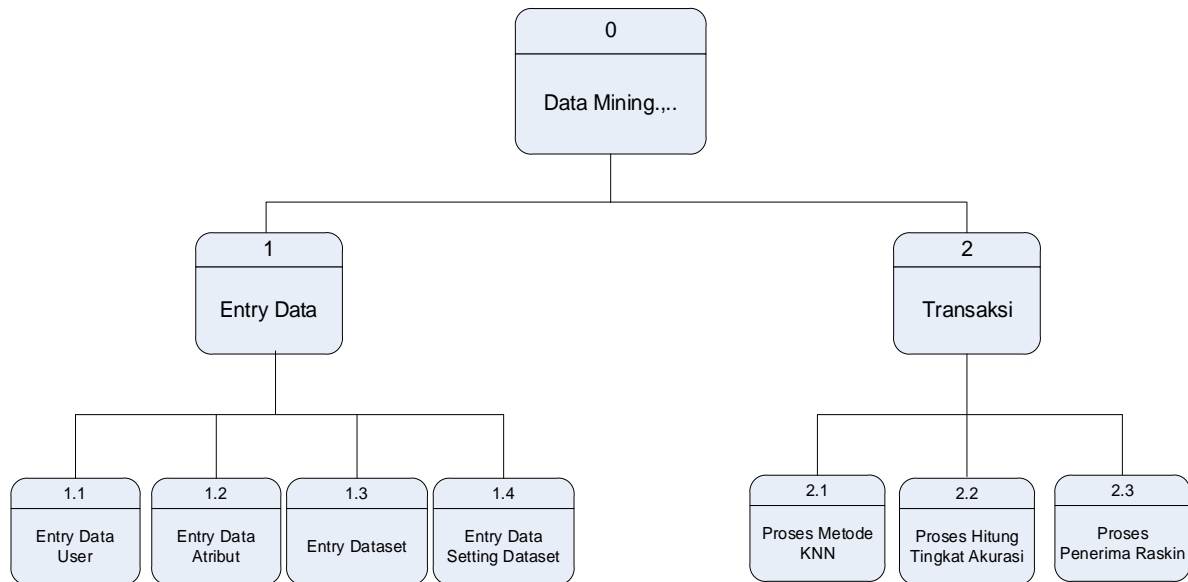 0
Data Mining.,..
1
Entry Data
2
Transaksi
1.1
Entry Data
User
1.2
Entry Data
Atribut
1.3
Entry Dataset
1.4
Entry Data
Setting Dataset
2.1
Proses Metode
KNN
2.2
Proses Hitung
Tingkat Akurasi
2.3
Proses
Penerima Raskin